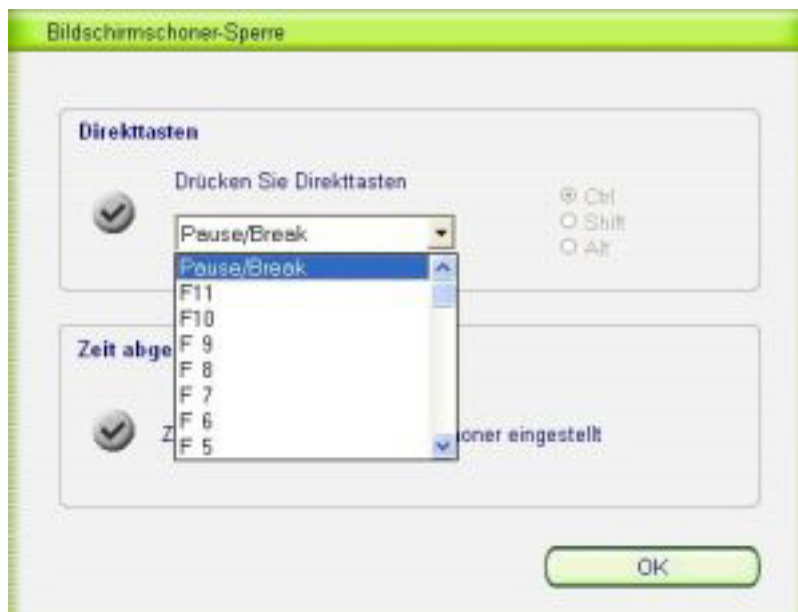 Bildschirmschoner-Sperre
Direkttasten
Drücken Sie Direkttasten
Pause/Break
Ctrl
Shift
Alt
Pause/Break
F11
F10
F 9
F 8
F 7
F 6
F 5
Zeit abge
Z oner eingestellt
OK